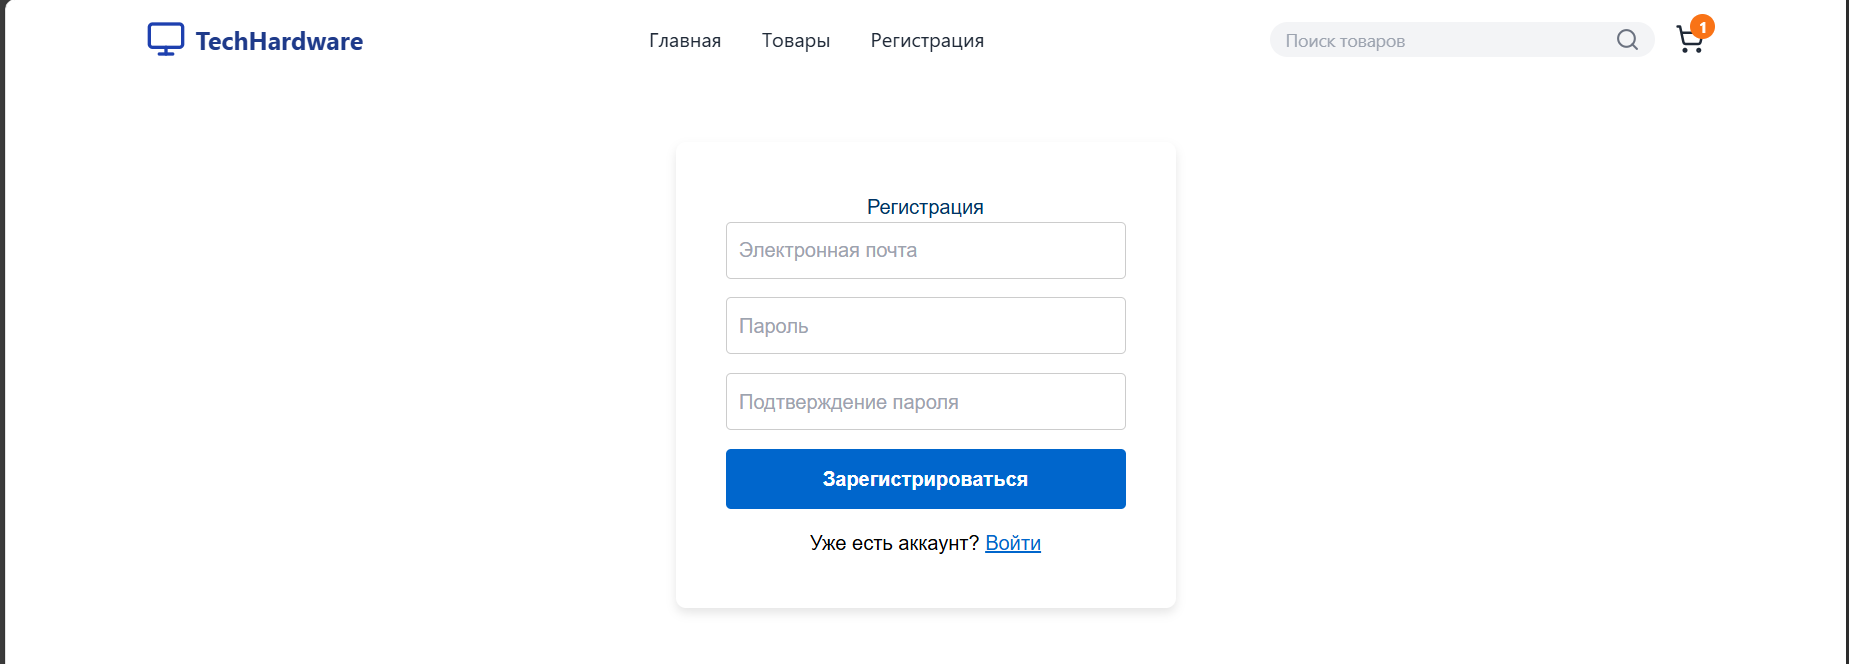 TechHardware
Главная Товары Регистрация
Поиск товаров
1
Регистрация
Электронная почта
Пароль
Подтверждение пароля
Зарегистрироваться
Уже есть аккаунт? Войти